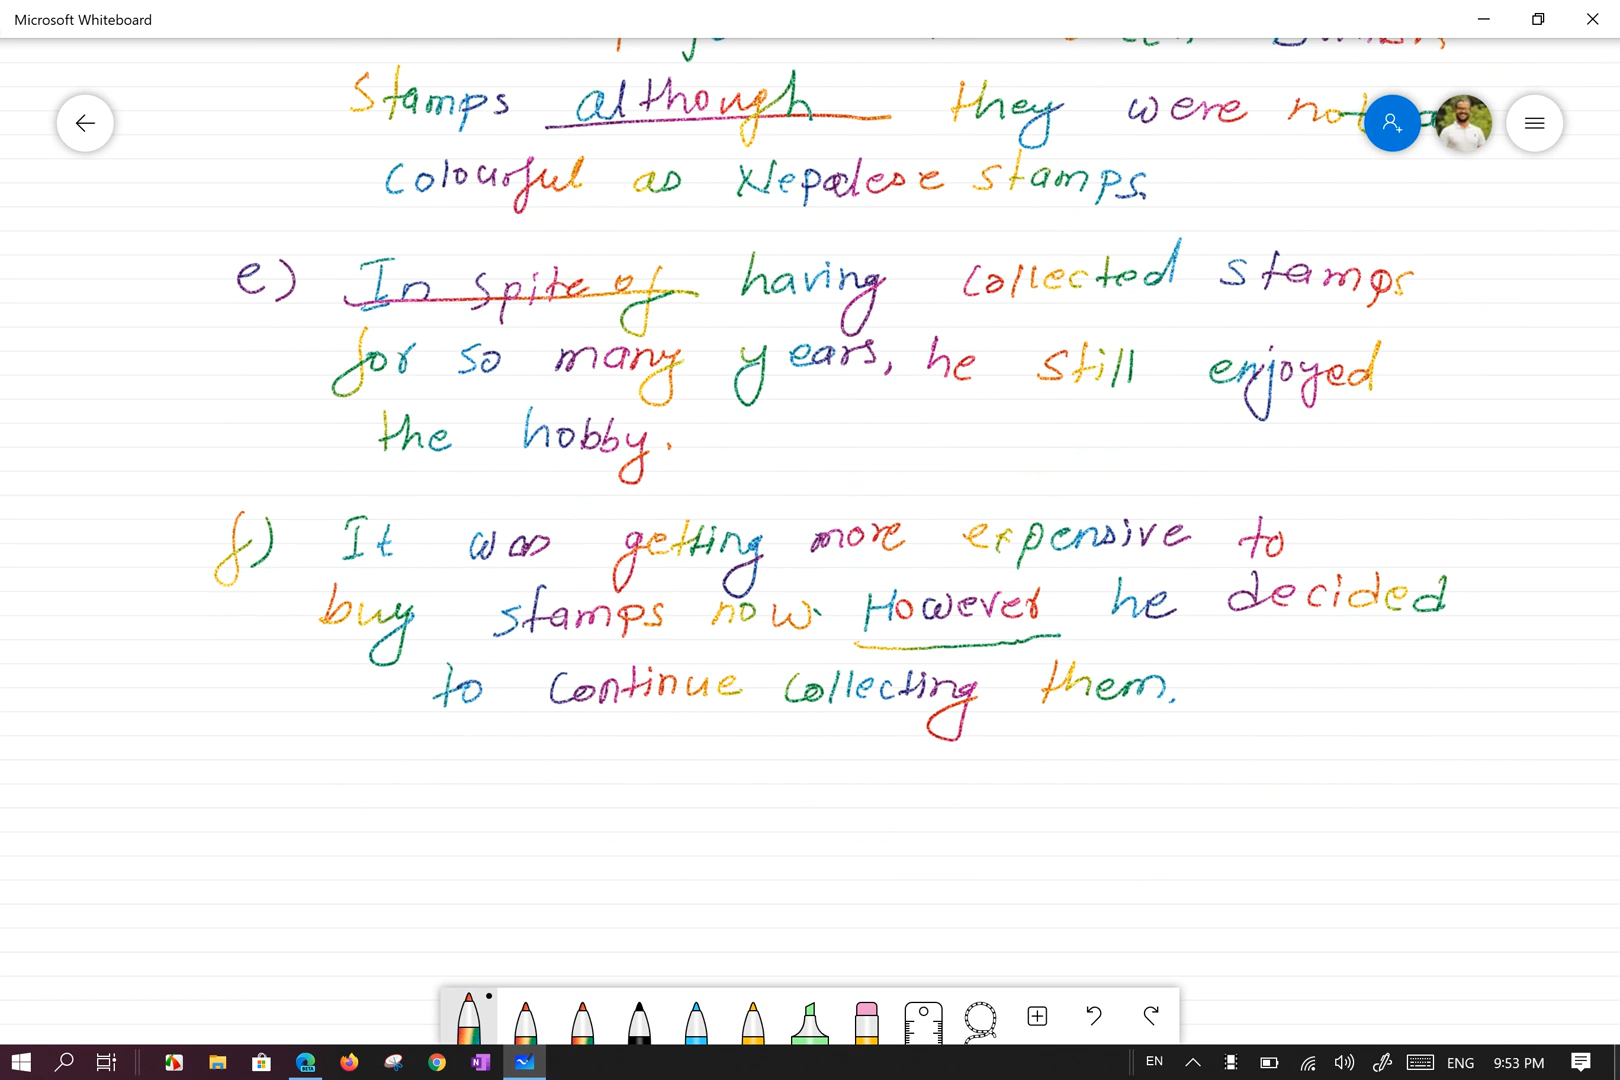 Microsoft Whiteboard
Stamps although they were not
colourful as Nepalese stamps.
e) In spite of having collected stamps
for so many years, he still enjoyed
the hobby.
f) It was getting more expensive to
buy stamps now. However he decided
to continue collecting them.
EN
ENG
9:53 PM